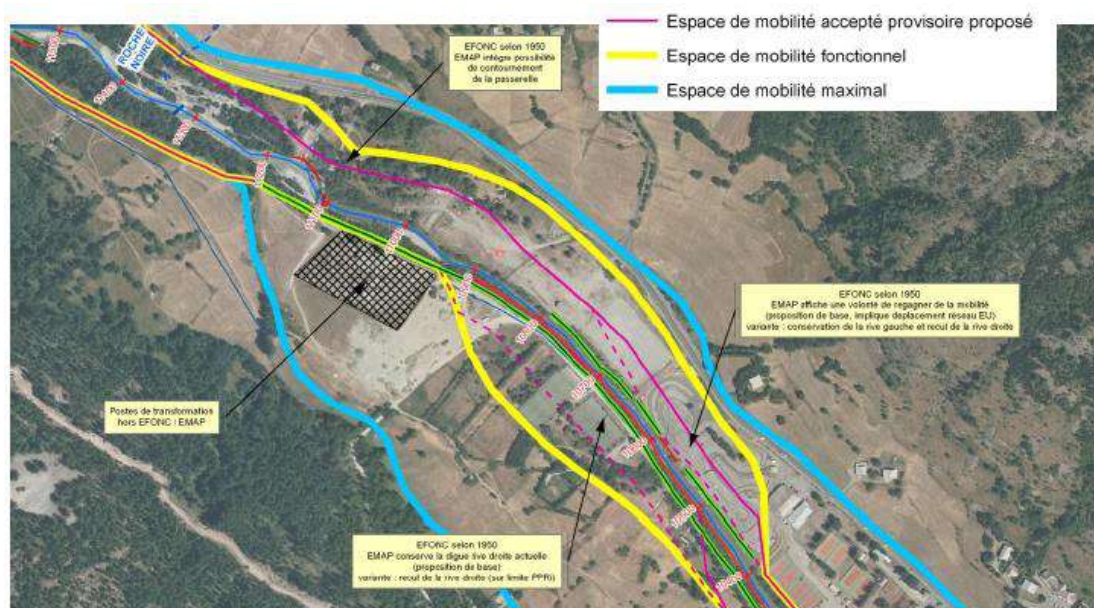 Espace de mobilité accepté provisoire proposé
Espace de mobilité fonctionnel
Espace de mobilité maximal
ROCHE
NOIRE
EFONC selon 1950
EMAP intègre possibilité
de contournement
de la passerelle
EFONC selon 1950
EMAP affiche une volonté de regagner de la mobilité
(proposition de base, implique deplacement réseau EU)
variante : conservation de la rive gauche et recul de la rive droite
Postes de transformation
hors EFONC / EMAP
EFONC selon 1950
EMAP conserve la digue rive droite actuelle
(proposition de base)
variante : recul de la rive droite (sur limite PPRi)